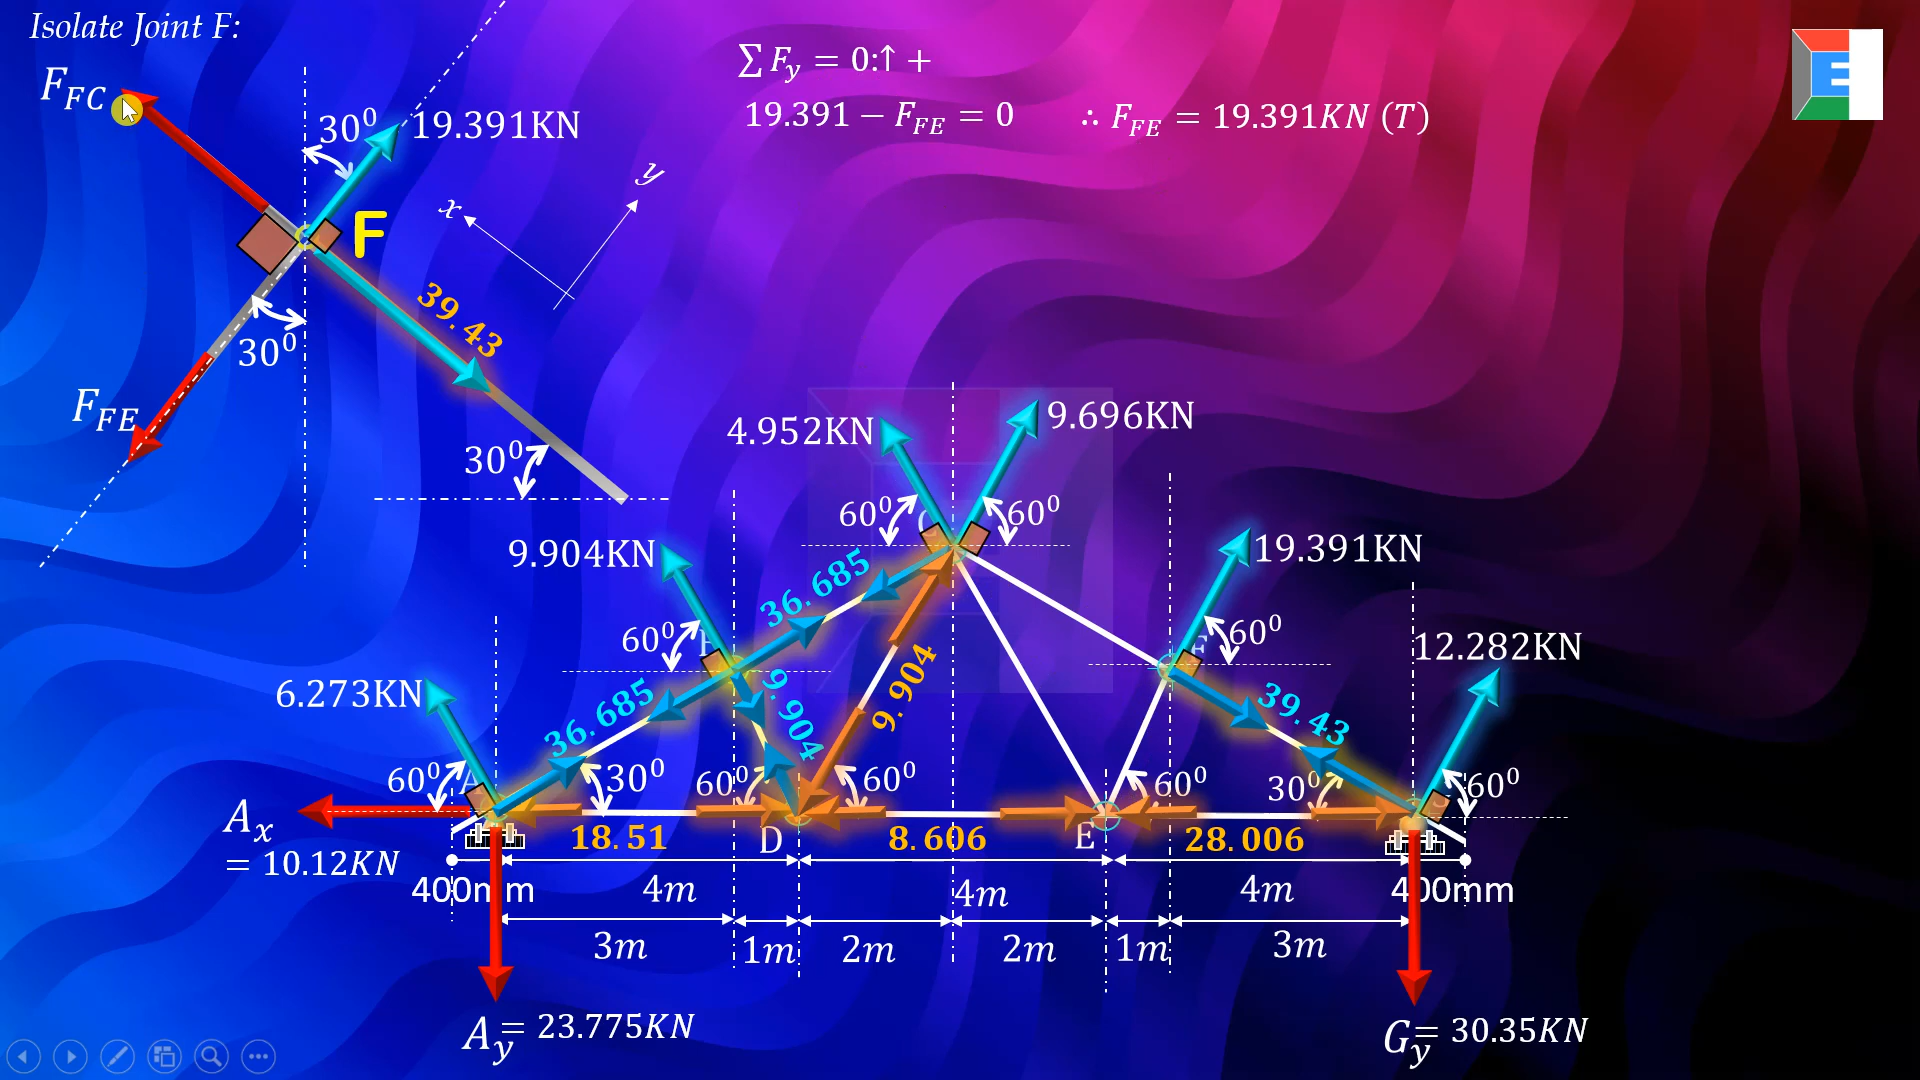 Isolate Joint F:
F_FC
30⁰
19.391KN
F
y
x
39.43
30⁰
F_FE
30⁰
∑ F_y = 0:↑ +
19.391 − F_FE = 0 ∴ F_FE = 19.391KN (T)
E
4.952KN
9.696KN
60⁰
C
60⁰
9.904KN
36.685
19.391KN
60⁰
F
60⁰
12.282KN
6.273KN
36.685
9.904
9.904
39.43
60⁰
A
30⁰
60⁰
60⁰
60⁰
30⁰
60⁰
A_x
= 10.12KN
18.51
D
8.606
E
28.006
400mm
4m
4m
4m
400mm
3m
1m
2m
2m
1m
3m
A_y = 23.775KN
G_y = 30.35KN